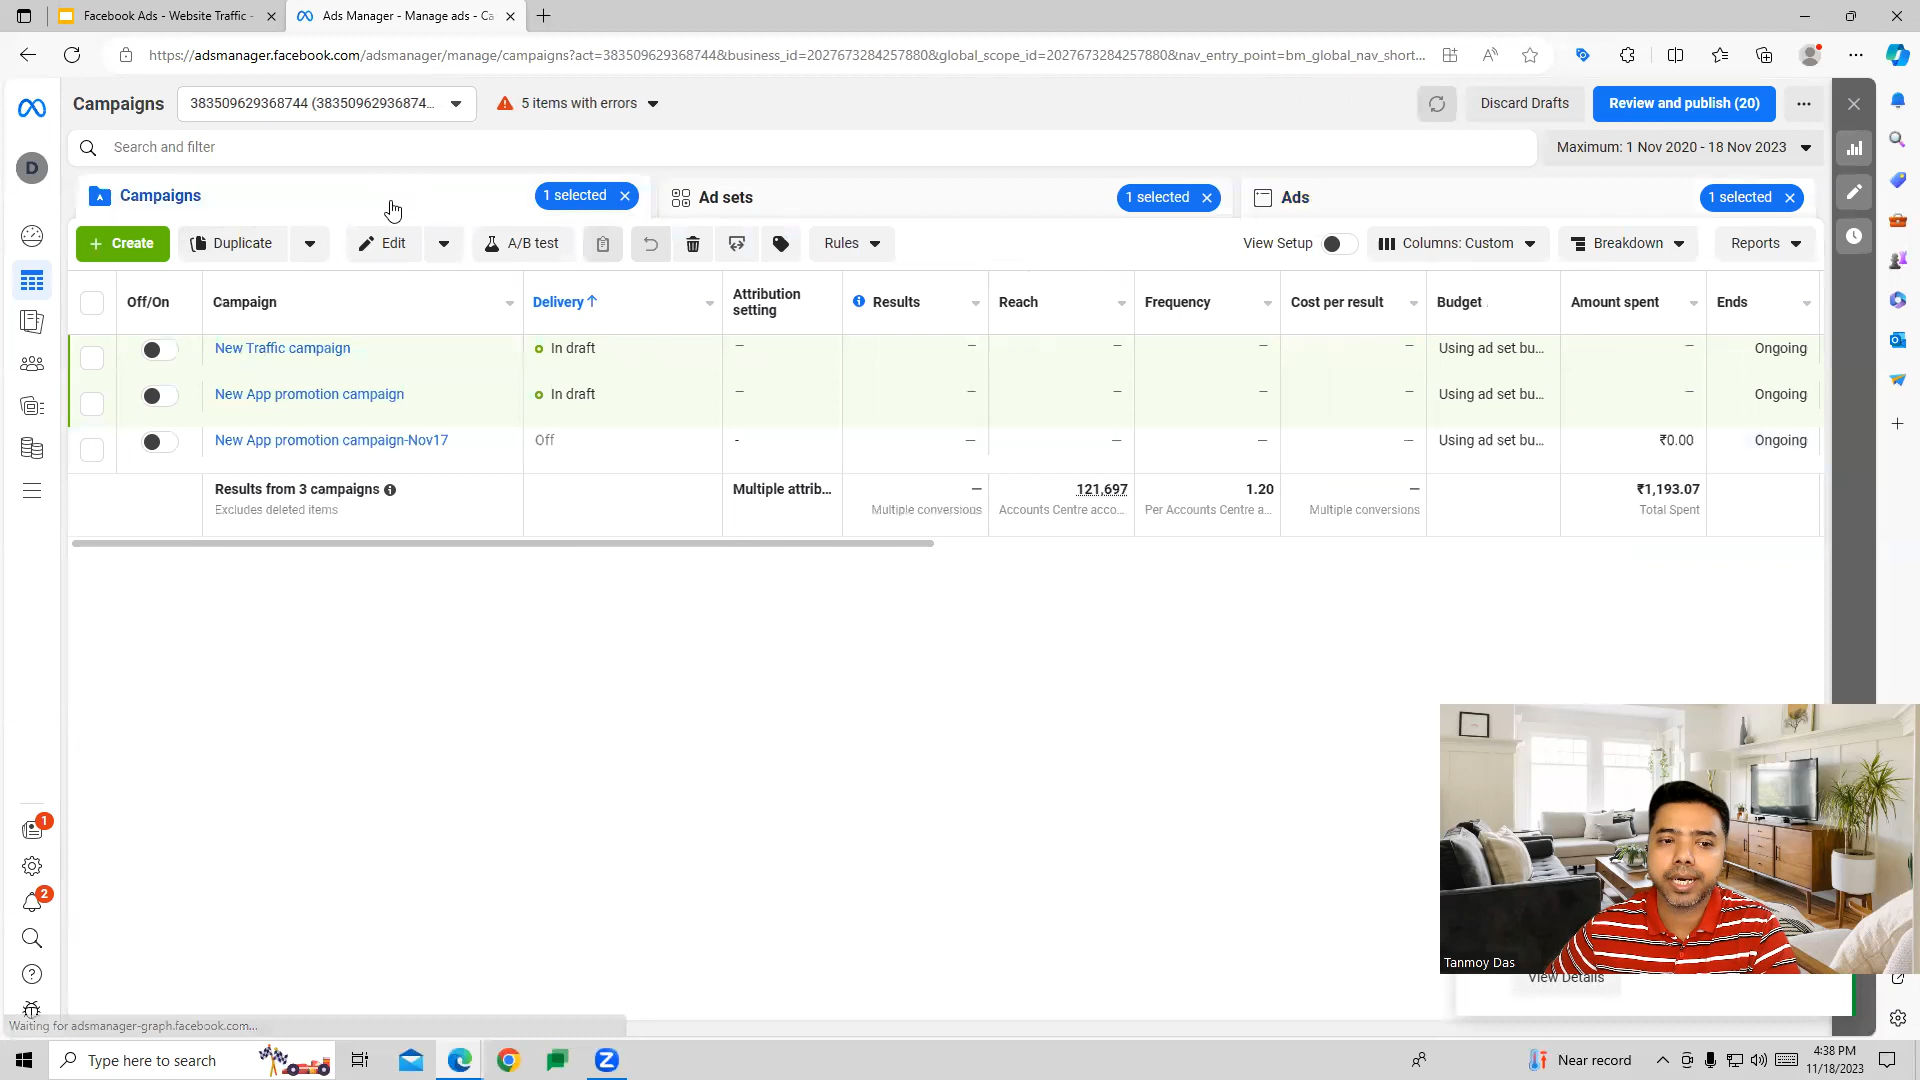 Facebook Ads - Website Traffic -
Ads Manager - Manage ads - Ca
https://adsmanager.facebook.com/adsmanager/manage/campaigns?act=383509629368744&business_id=2027673284257880&global_scope_id=2027673284257880&nav_entry_point=bm_global_nav_short...
Campaigns
383509629368744 (38350962936874...
5 items with errors
Discard Drafts
Review and publish (20)
Search and filter
Maximum: 1 Nov 2020 - 18 Nov 2023
D
Campaigns
1 selected
Ad sets
1 selected
Ads
1 selected
+ Create
Duplicate
Edit
A/B test
Rules
View Setup
Columns: Custom
Breakdown
Reports
Off/On
Campaign
Delivery
Attribution
setting
Results
Reach
Frequency
Cost per result
Budget
Amount spent
Ends
New Traffic campaign
In draft
—
—
—
—
—
Using ad set bu...
—
Ongoing
New App promotion campaign
In draft
—
—
—
—
—
Using ad set bu...
—
Ongoing
New App promotion campaign-Nov17
Off
-
—
—
—
—
Using ad set bu...
₹0.00
Ongoing
Results from 3 campaigns
Excludes deleted items
Multiple attrib...
—
Multiple conversions
121,697
Accounts Centre acco...
1.20
Per Accounts Centre a...
—
Multiple conversions
₹1,193.07
Total Spent
1
2
Tanmoy Das
View Details
Waiting for adsmanager-graph.facebook.com...
Type here to search
Near record
4:38 PM
11/18/2023